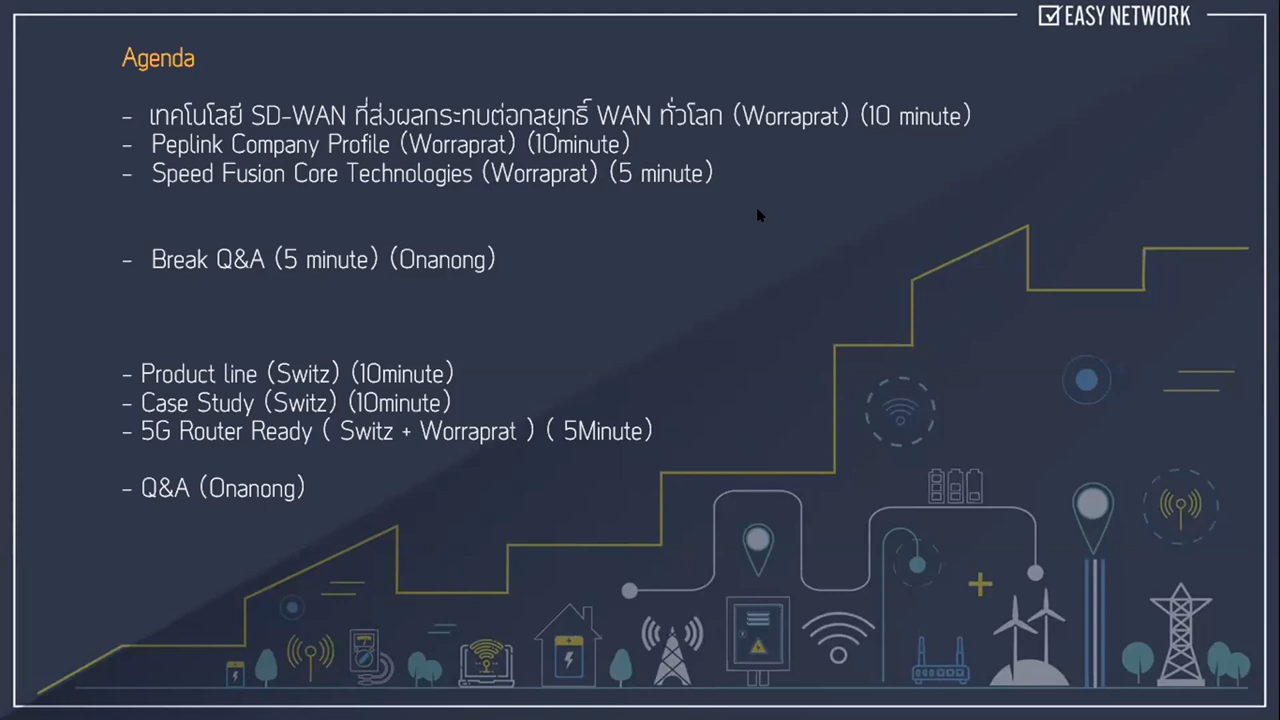 EASY NETWORK
Agenda
- เทคโนโลยี SD-WAN ที่ส่งผลกระทบต่อกลยุทธิ์ WAN ทั่วโลก (Worraprat) (10 minute)
- Peplink Company Profile (Worraprat) (10minute)
- Speed Fusion Core Technologies (Worraprat) (5 minute)
- Break Q&A (5 minute) (Onanong)
- Product line (Switz) (10minute)
- Case Study (Switz) (10minute)
- 5G Router Ready ( Switz + Worraprat ) ( 5Minute)
- Q&A (Onanong)